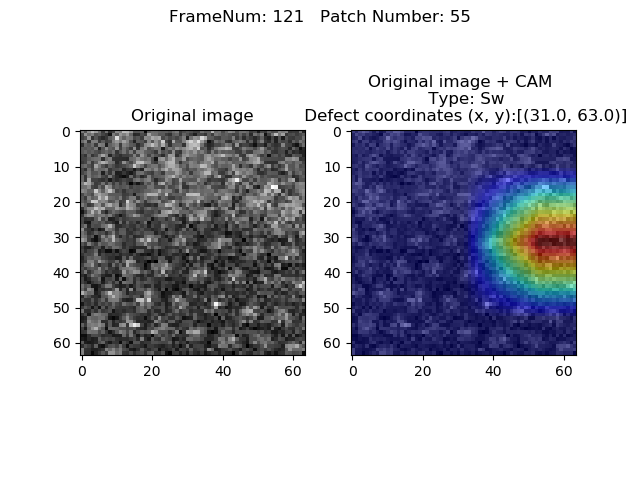 FrameNum: 121   Patch Number: 55
Original image
Original image + CAM
Type: Sw
Defect coordinates (x, y):[(31.0, 63.0)]
0
10
20
30
40
50
60
0 20 40 60
0
10
20
30
40
50
60
0 20 40 60